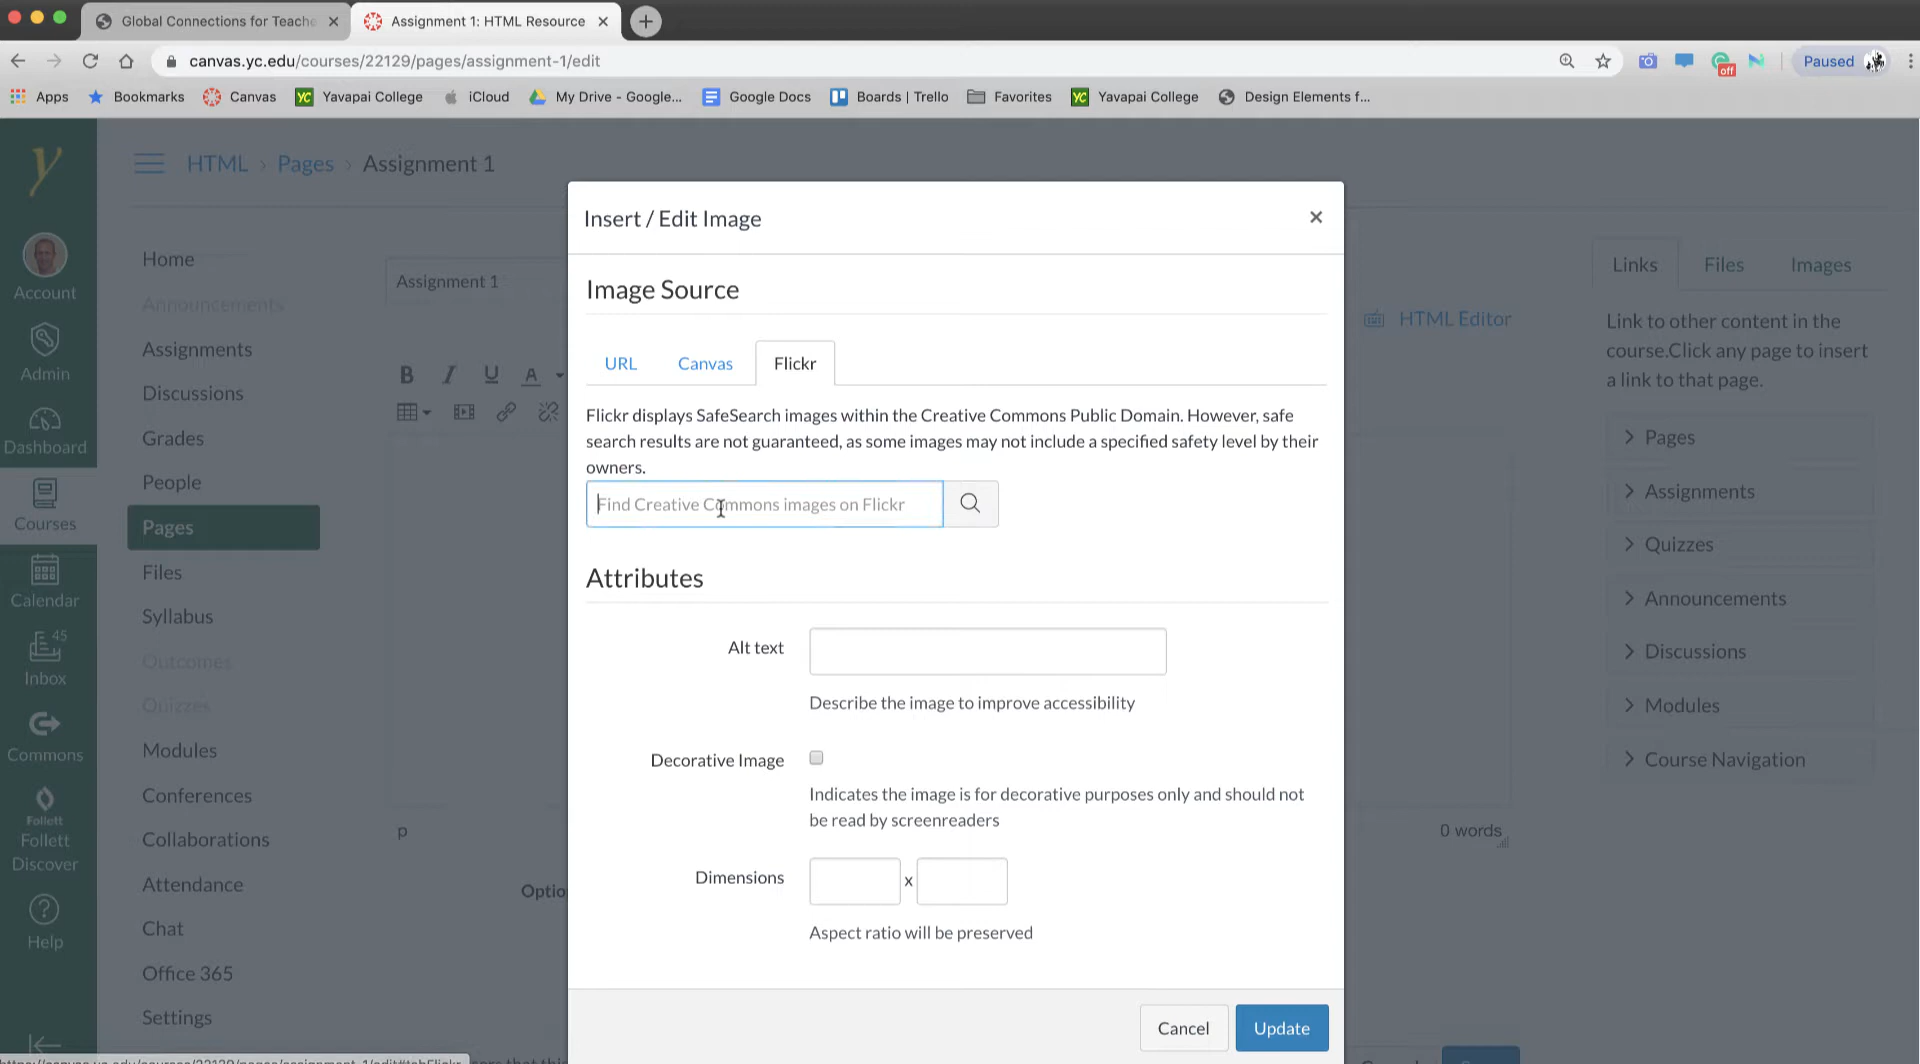 Global Connections for Teache
Assignment 1: HTML Resource
canvas.yc.edu/courses/22129/pages/assignment-1/edit
off
Paused
Apps
Bookmarks
Canvas
YC
Yavapai College
iCloud
My Drive - Google...
Google Docs
Boards | Trello
Favorites
YC
Yavapai College
Design Elements f...
y
Account
Admin
Dashboard
Courses
Calendar
45
Inbox
Commons
Follett
Follett
Discover
Help
HTML > Pages > Assignment 1
Home
Announcements
Assignments
Discussions
Grades
People
Pages
Files
Syllabus
Outcomes
Quizzes
Modules
Conferences
Collaborations
Attendance
Chat
Office 365
Settings
Assignment 1
HTML Editor
B I U A
p
0 words
Optio
Insert / Edit Image
×
Image Source
URL
Canvas
Flickr
Flickr displays SafeSearch images within the Creative Commons Public Domain. However, safe
search results are not guaranteed, as some images may not include a specified safety level by their
owners.
Find Creative Commons images on Flickr
Attributes
Alt text
Describe the image to improve accessibility
Decorative Image
Indicates the image is for decorative purposes only and should not
be read by screenreaders
Dimensions
x
Aspect ratio will be preserved
Cancel
Update
Links
Files
Images
Link to other content in the
course.Click any page to insert
a link to that page.
Pages
Assignments
Quizzes
Announcements
Discussions
Modules
Course Navigation